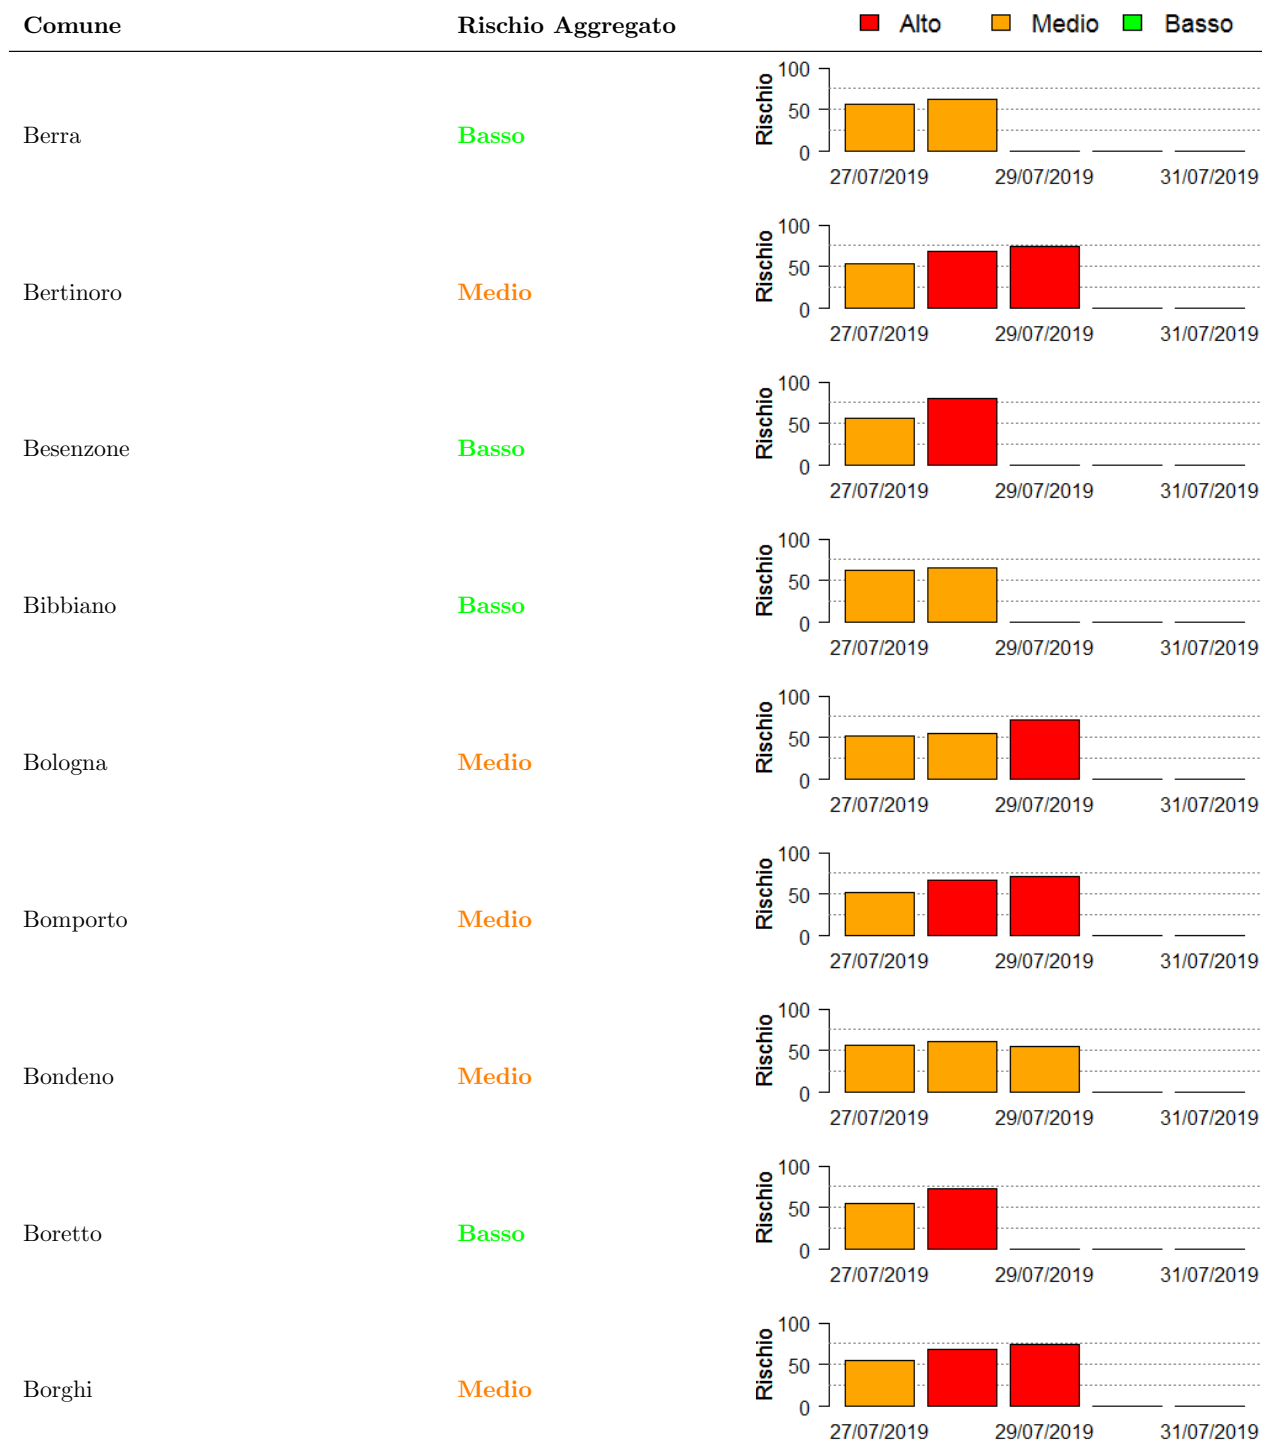 Comune Rischio Aggregato Alto Medio Basso
Berra Basso Rischio 100 50 0
27/07/2019 29/07/2019 31/07/2019
Bertinoro Medio Rischio 100 50 0
27/07/2019 29/07/2019 31/07/2019
Besenzone Basso Rischio 100 50 0
27/07/2019 29/07/2019 31/07/2019
Bibbiano Basso Rischio 100 50 0
27/07/2019 29/07/2019 31/07/2019
Bologna Medio Rischio 100 50 0
27/07/2019 29/07/2019 31/07/2019
Bomporto Medio Rischio 100 50 0
27/07/2019 29/07/2019 31/07/2019
Bondeno Medio Rischio 100 50 0
27/07/2019 29/07/2019 31/07/2019
Boretto Basso Rischio 100 50 0
27/07/2019 29/07/2019 31/07/2019
Borghi Medio Rischio 100 50 0
27/07/2019 29/07/2019 31/07/2019